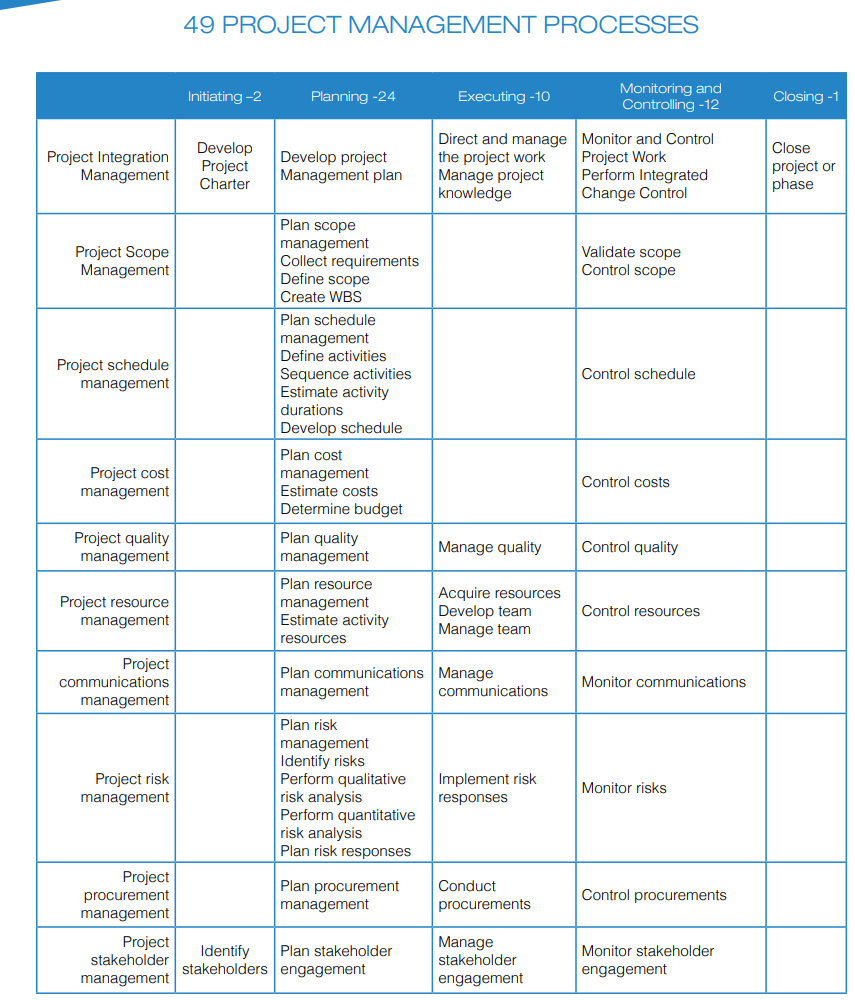 49 PROJECT MANAGEMENT PROCESSES
Initiating –2
Planning -24
Executing -10
Monitoring and
Controlling -12
Closing -1
Project Integration
Management
Develop
Project
Charter
Develop project
Management plan
Direct and manage
the project work
Manage project
knowledge
Monitor and Control
Project Work
Perform Integrated
Change Control
Close
project or
phase
Project Scope
Management
Plan scope
management
Collect requirements
Define scope
Create WBS
Validate scope
Control scope
Project schedule
management
Plan schedule
management
Define activities
Sequence activities
Estimate activity
durations
Develop schedule
Control schedule
Project cost
management
Plan cost
management
Estimate costs
Determine budget
Control costs
Project quality
management
Plan quality
management
Manage quality
Control quality
Project resource
management
Plan resource
management
Estimate activity
resources
Acquire resources
Develop team
Manage team
Control resources
Project
communications
management
Plan communications
management
Manage
communications
Monitor communications
Project risk
management
Plan risk
management
Identify risks
Perform qualitative
risk analysis
Perform quantitative
risk analysis
Plan risk responses
Implement risk
responses
Monitor risks
Project
procurement
management
Plan procurement
management
Conduct
procurements
Control procurements
Project
stakeholder
management
Identify
stakeholders
Plan stakeholder
engagement
Manage
stakeholder
engagement
Monitor stakeholder
engagement